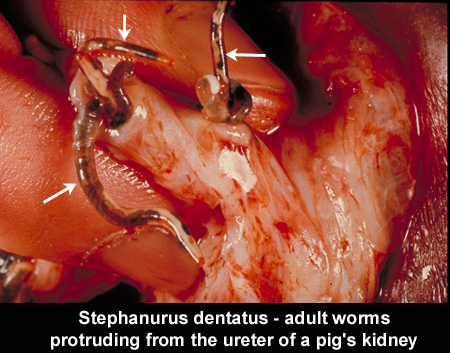 Stephanurus dentatus - adult worms
protruding from the ureter of a pig's kidney